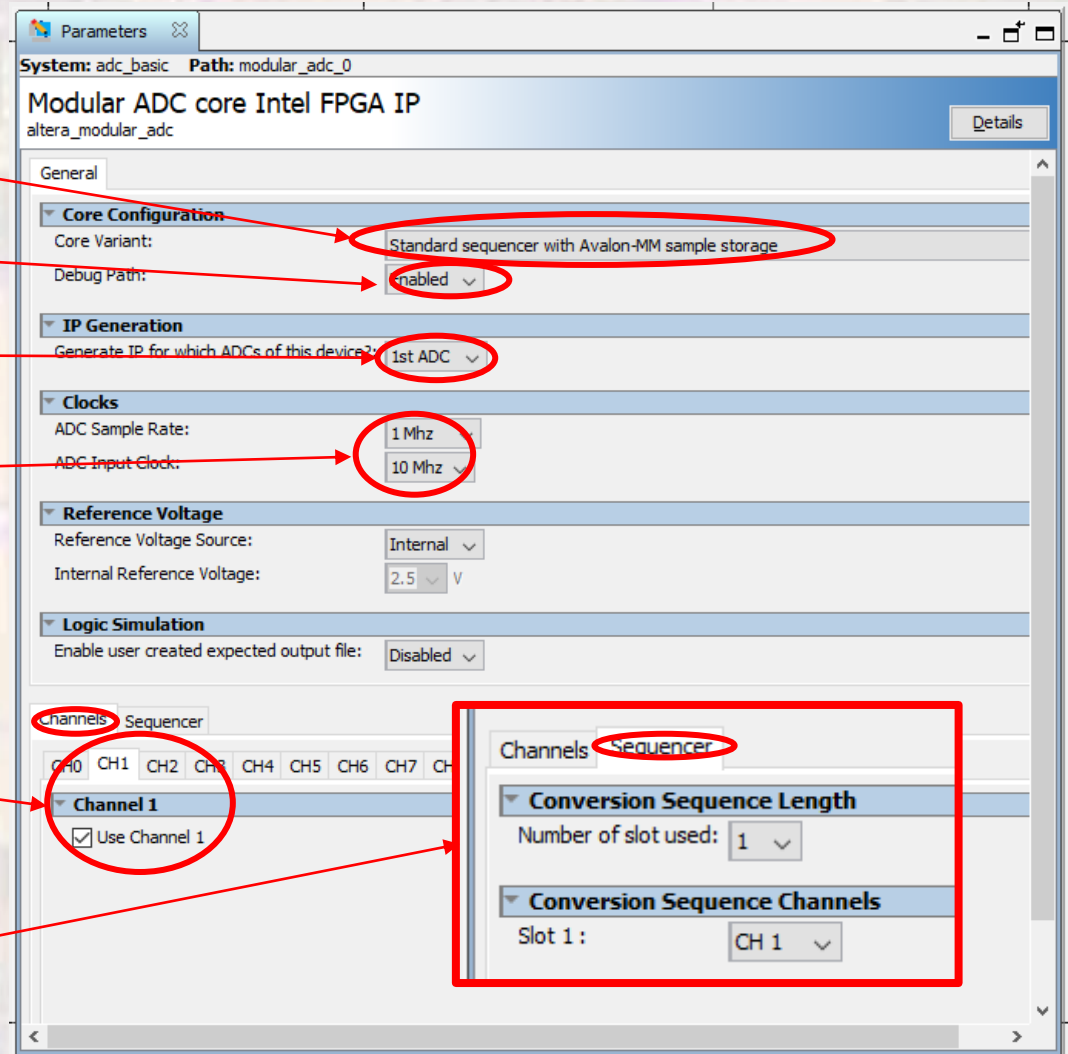 Parameters
System: adc_basic Path: modular_adc_0
Modular ADC core Intel FPGA IP
altera_modular_adc
Details
General
Core Configuration
Core Variant: Standard sequencer with Avalon-MM sample storage
Debug Path: Enabled
IP Generation
Generate IP for which ADCs of this device?: 1st ADC
Clocks
ADC Sample Rate: 1 Mhz
ADC Input Clock: 10 Mhz
Reference Voltage
Reference Voltage Source: Internal
Internal Reference Voltage: 2.5 V
Logic Simulation
Enable user created expected output file: Disabled
Channels Sequencer
CH0 CH1 CH2 CH3 CH4 CH5 CH6 CH7 CH
Channel 1
Use Channel 1
Channels Sequencer
Conversion Sequence Length
Number of slot used: 1
Conversion Sequence Channels
Slot 1 : CH 1